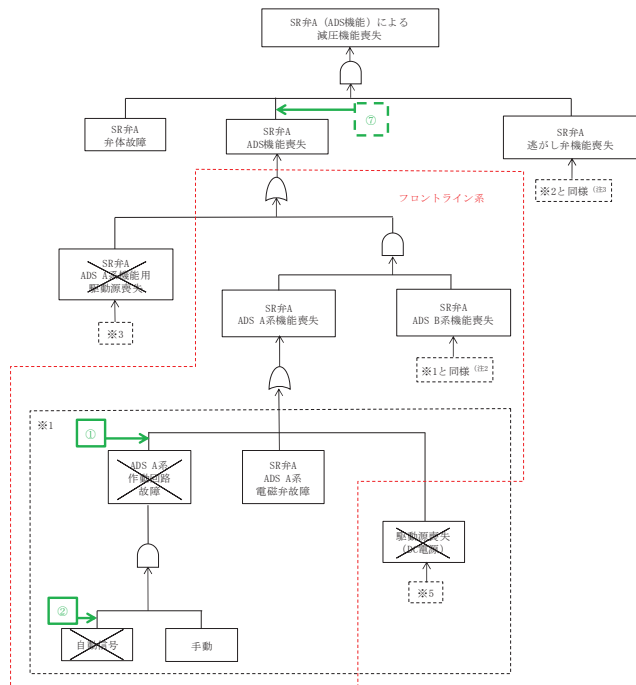 SR弁A（ADS機能）による
減圧機能喪失
SR弁A
弁体故障
SR弁A
ADS機能喪失
⑦
SR弁A
逃がし弁機能喪失
※2と同様（注3
フロントライン系
SR弁A
ADS A系機能用
駆動源喪失
※3
SR弁A
ADS A系機能喪失
SR弁A
ADS B系機能喪失
※1と同様（注2
※1
①
ADS A系
作動回路
故障
SR弁A
ADS A系
電磁弁故障
駆動源喪失
(DC電源)
※5
②
自動信号
手動